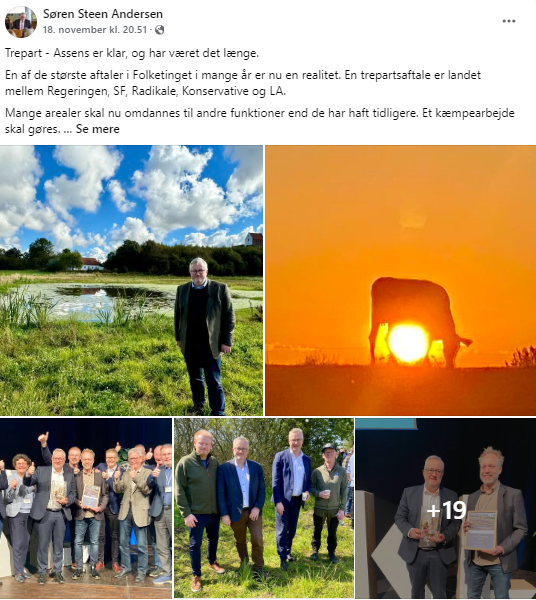 Søren Steen Andersen
18. november kl. 20.51 ·
Trepart - Assens er klar, og har været det længe.
En af de største aftaler i Folketinget i mange år er nu en realitet. En trepartsaftale er landet
mellem Regeringen, SF, Radikale, Konservative og LA.
Mange arealer skal nu omdannes til andre funktioner end de har haft tidligere. Et kæmpearbejde
skal gøres. ... Se mere
+19